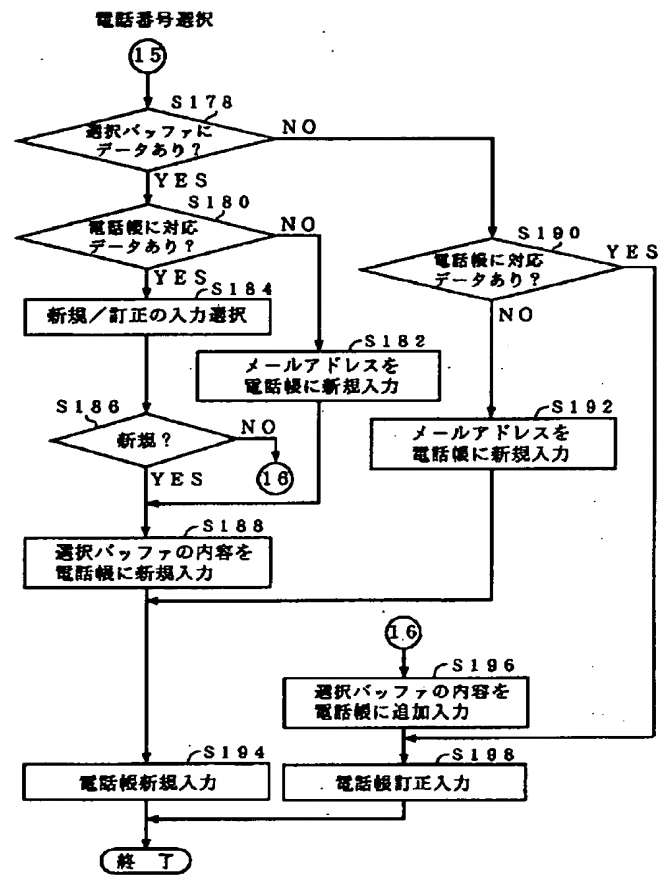 電話番号選択
15
S178
選択バッファに
データあり?
NO
YES
S180
電話帳に対応
データあり?
NO
YES
S190
電話帳に対応
データあり?
YES
NO
S184
新規/訂正の入力選択
S182
メールアドレスを
電話帳に新規入力
S186
新規?
NO
16
YES
S192
メールアドレスを
電話帳に新規入力
S188
選択バッファの内容を
電話帳に新規入力
16
S196
選択バッファの内容を
電話帳に追加入力
S194
電話帳新規入力
S198
電話帳訂正入力
終 了